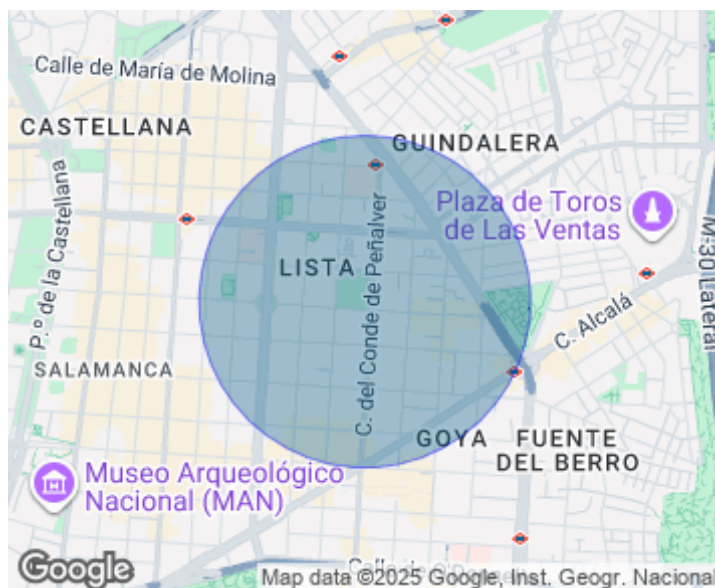 Calle de María de Molina
CASTELLANA
GUINDALERA
P.º de la Castellana
C. del Conde de Peñalver
Plaza de Toros
de Las Ventas
LISTA
M-30 Lateral
C. Alcalá
SALAMANCA
GOYA
FUENTE
DEL BERRO
Museo Arqueológico
Nacional (MAN)
Google
Map data ©2025 Google, Inst. Geogr. Nacional